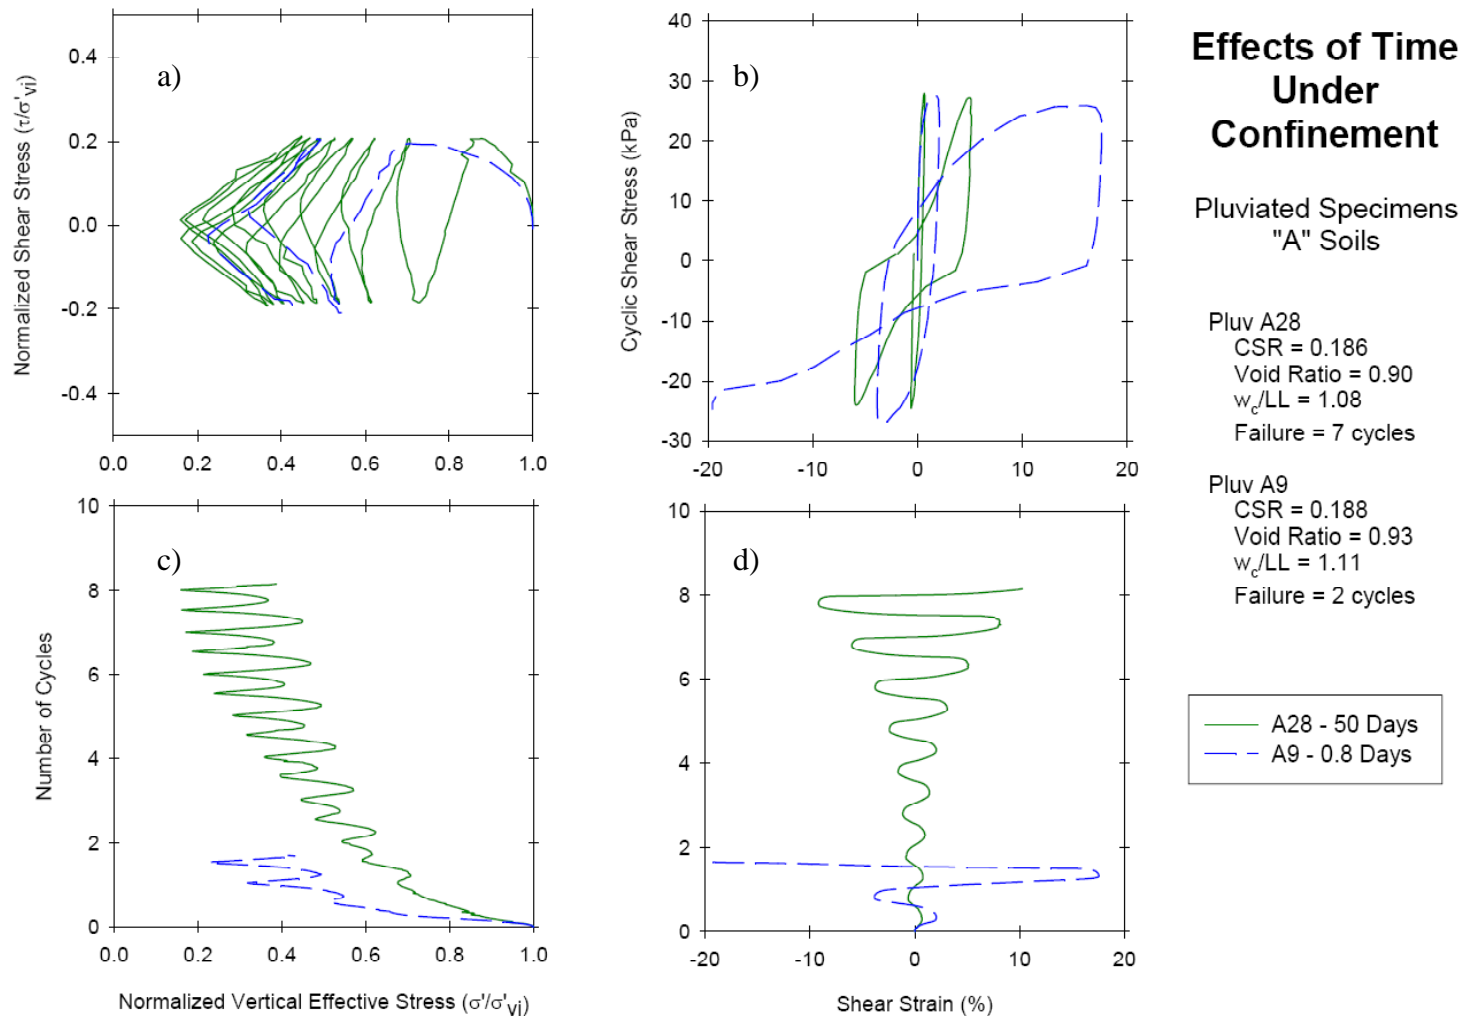 a)
0.4
0.2
0.0
-0.2
-0.4
Normalized Shear Stress (τ/σ'vi)
0.0 0.2 0.4 0.6 0.8 1.0
b)
40
30
20
10
0
-10
-20
-30
Cyclic Shear Stress (kPa)
-20 -10 0 10 20
c)
10
8
6
4
2
0
Number of Cycles
0.0 0.2 0.4 0.6 0.8 1.0
Normalized Vertical Effective Stress (σ'/σ'vi)
d)
10
8
6
4
2
0
-20 -10 0 10 20
Shear Strain (%)
Effects of Time
Under
Confinement
Pluviated Specimens
"A" Soils
Pluv A28
CSR = 0.186
Void Ratio = 0.90
wc/LL = 1.08
Failure = 7 cycles
Pluv A9
CSR = 0.188
Void Ratio = 0.93
wc/LL = 1.11
Failure = 2 cycles
A28 - 50 Days
A9 - 0.8 Days